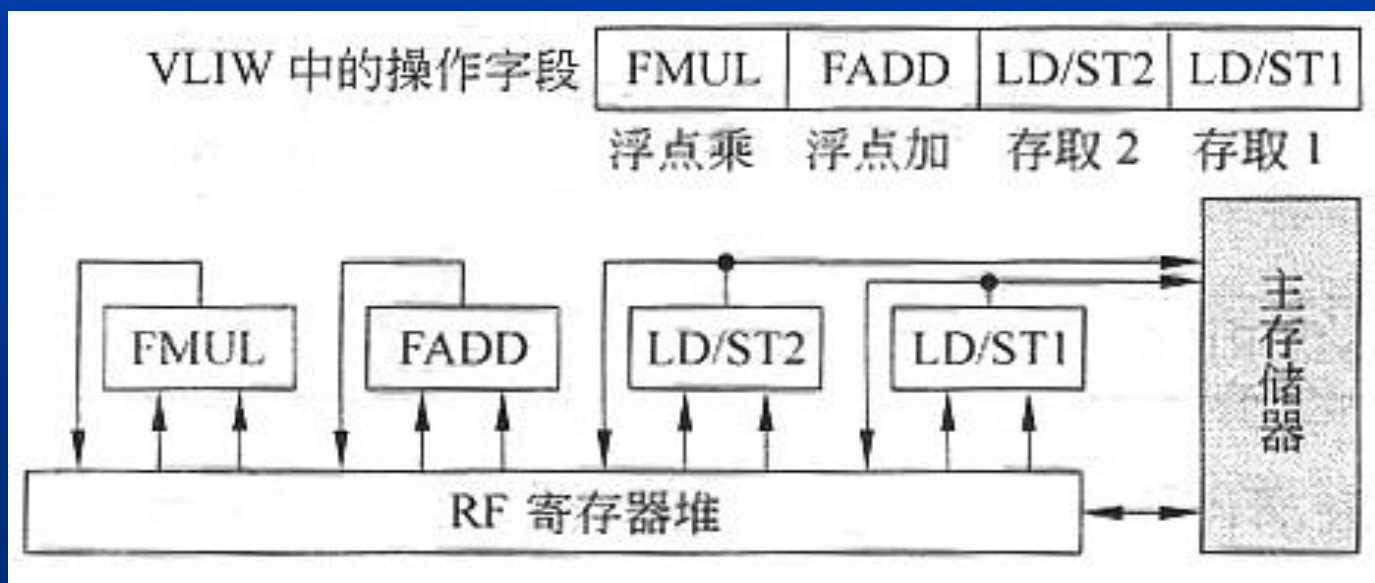 VLIW 中的操作字段 FMUL FADD LD/ST2 LD/ST1
浮点乘 浮点加 存取 2 存取 1
FMUL FADD LD/ST2 LD/ST1
主存储器
RF 寄存器堆